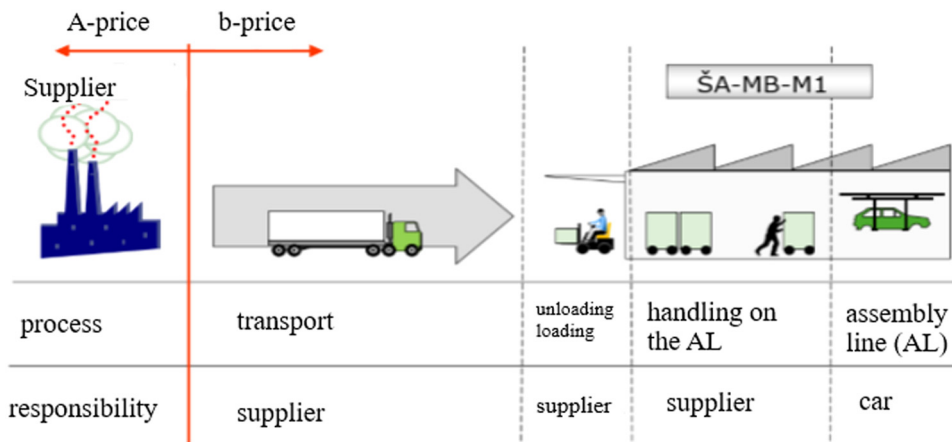 A-price
b-price
Supplier
ŠA-MB-M1
process
transport
unloading
loading
handling on
the AL
assembly
line (AL)
responsibility
supplier
supplier
supplier
car